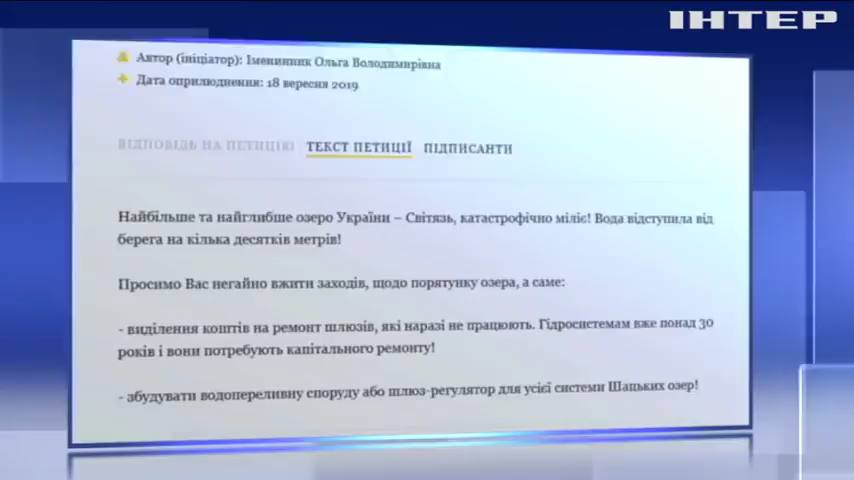 ІНТЕР
Автор (ініціатор): Іменинник Ольга Володимирівна
Дата оприлюднення: 18 вересня 2019
ВІДПОВІДЬ НА ПЕТИЦІЮ ТЕКСТ ПЕТИЦІЇ ПІДПИСАНТИ
Найбільше та найглибше озеро України – Світязь, катастрофічно міліє! Вода відступила від
берега на кілька десятків метрів!
Просимо Вас негайно вжити заходів, щодо порятунку озера, а саме:
- виділення коштів на ремонт шлюзів, які наразі не працюють. Гідросистемам вже понад 30
років і вони потребують капітального ремонту!
- збудувати водопереливну споруду або шлюз-регулятор для усієї системи Шацьких озер!